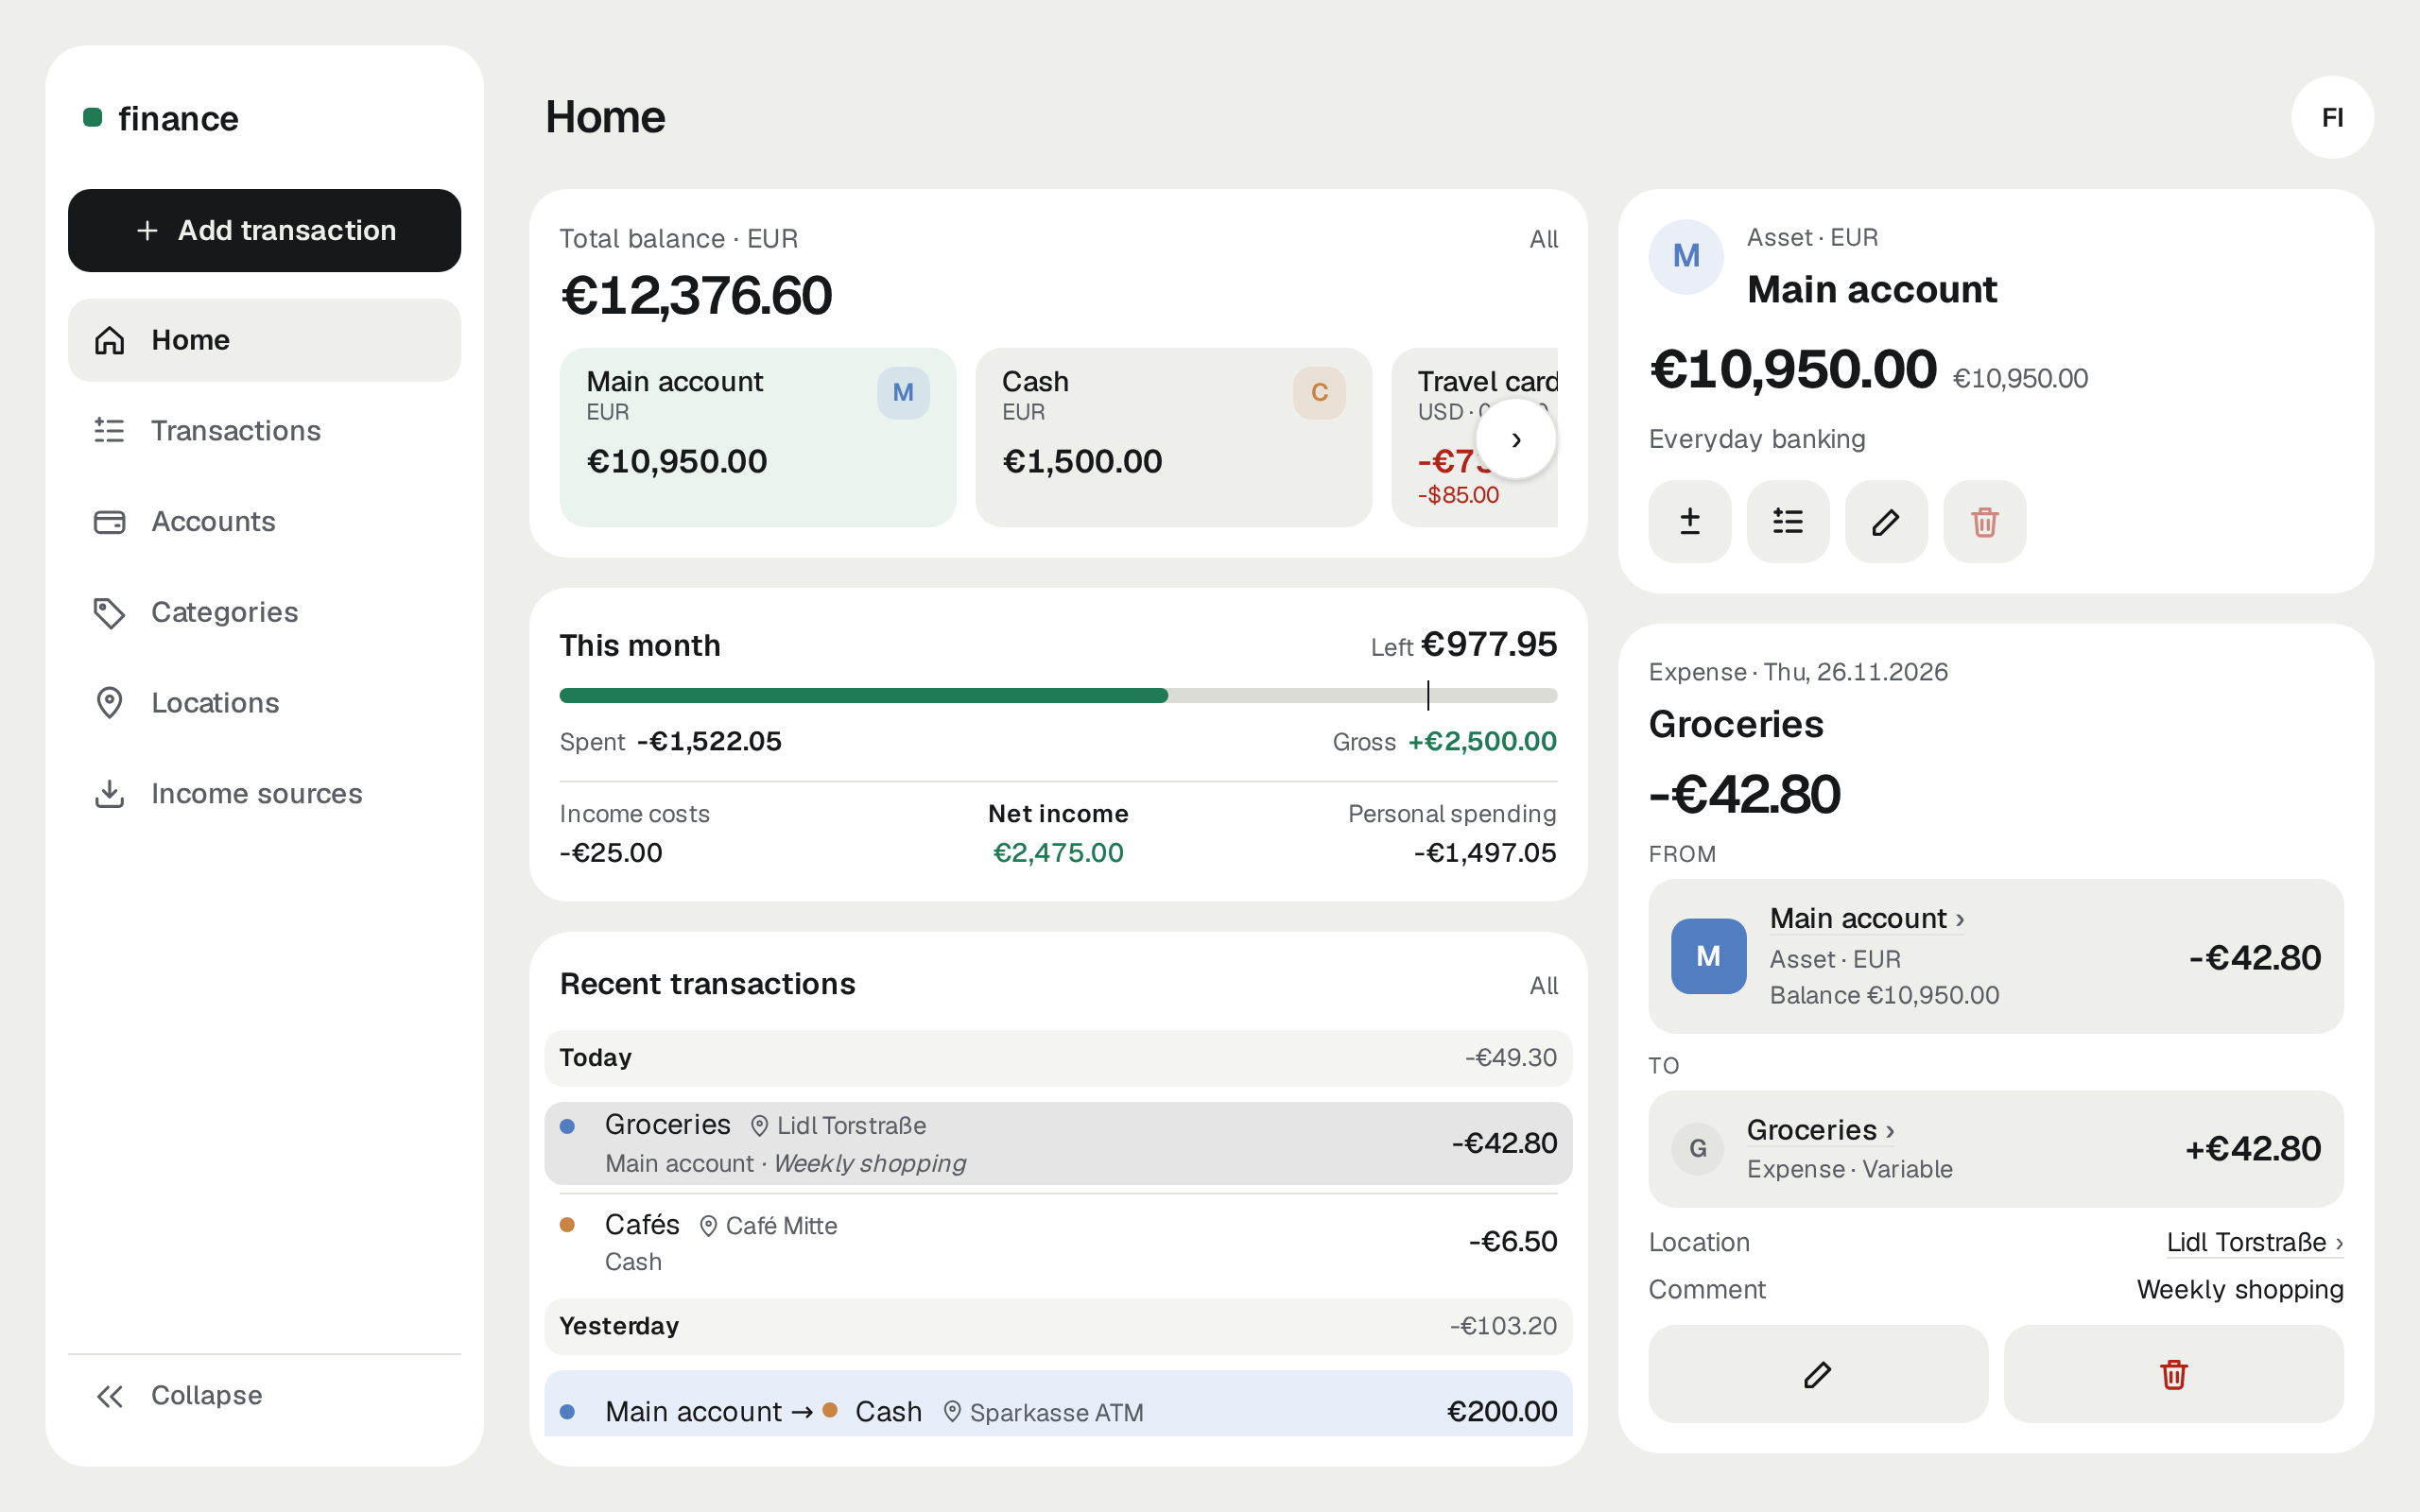 finance
Add transaction
Home
Transactions
Accounts
Categories
Locations
Income sources
Collapse
Home
FI
Total balance · EUR
All
€12,376.60
Main account
M
EUR
€10,950.00
Cash
C
EUR
€1,500.00
Travel card
USD ·
-$85.00
This month
Left €977.95
Spent -€1,522.05
Gross +€2,500.00
Income costs
-€25.00
Net income
€2,475.00
Personal spending
-€1,497.05
Recent transactions
All
Today
-€49.30
Groceries Lidl Torstraße
Main account · Weekly shopping
-€42.80
Cafés Café Mitte
Cash
-€6.50
Yesterday
-€103.20
Main account → Cash Sparkasse ATM
€200.00
M
Asset · EUR
Main account
€10,950.00 €10,950.00
Everyday banking
Expense · Thu, 26.11.2026
Groceries
-€42.80
FROM
M
Main account ›
Asset · EUR
Balance €10,950.00
-€42.80
TO
G
Groceries ›
Expense · Variable
+€42.80
Location
Lidl Torstraße ›
Comment
Weekly shopping